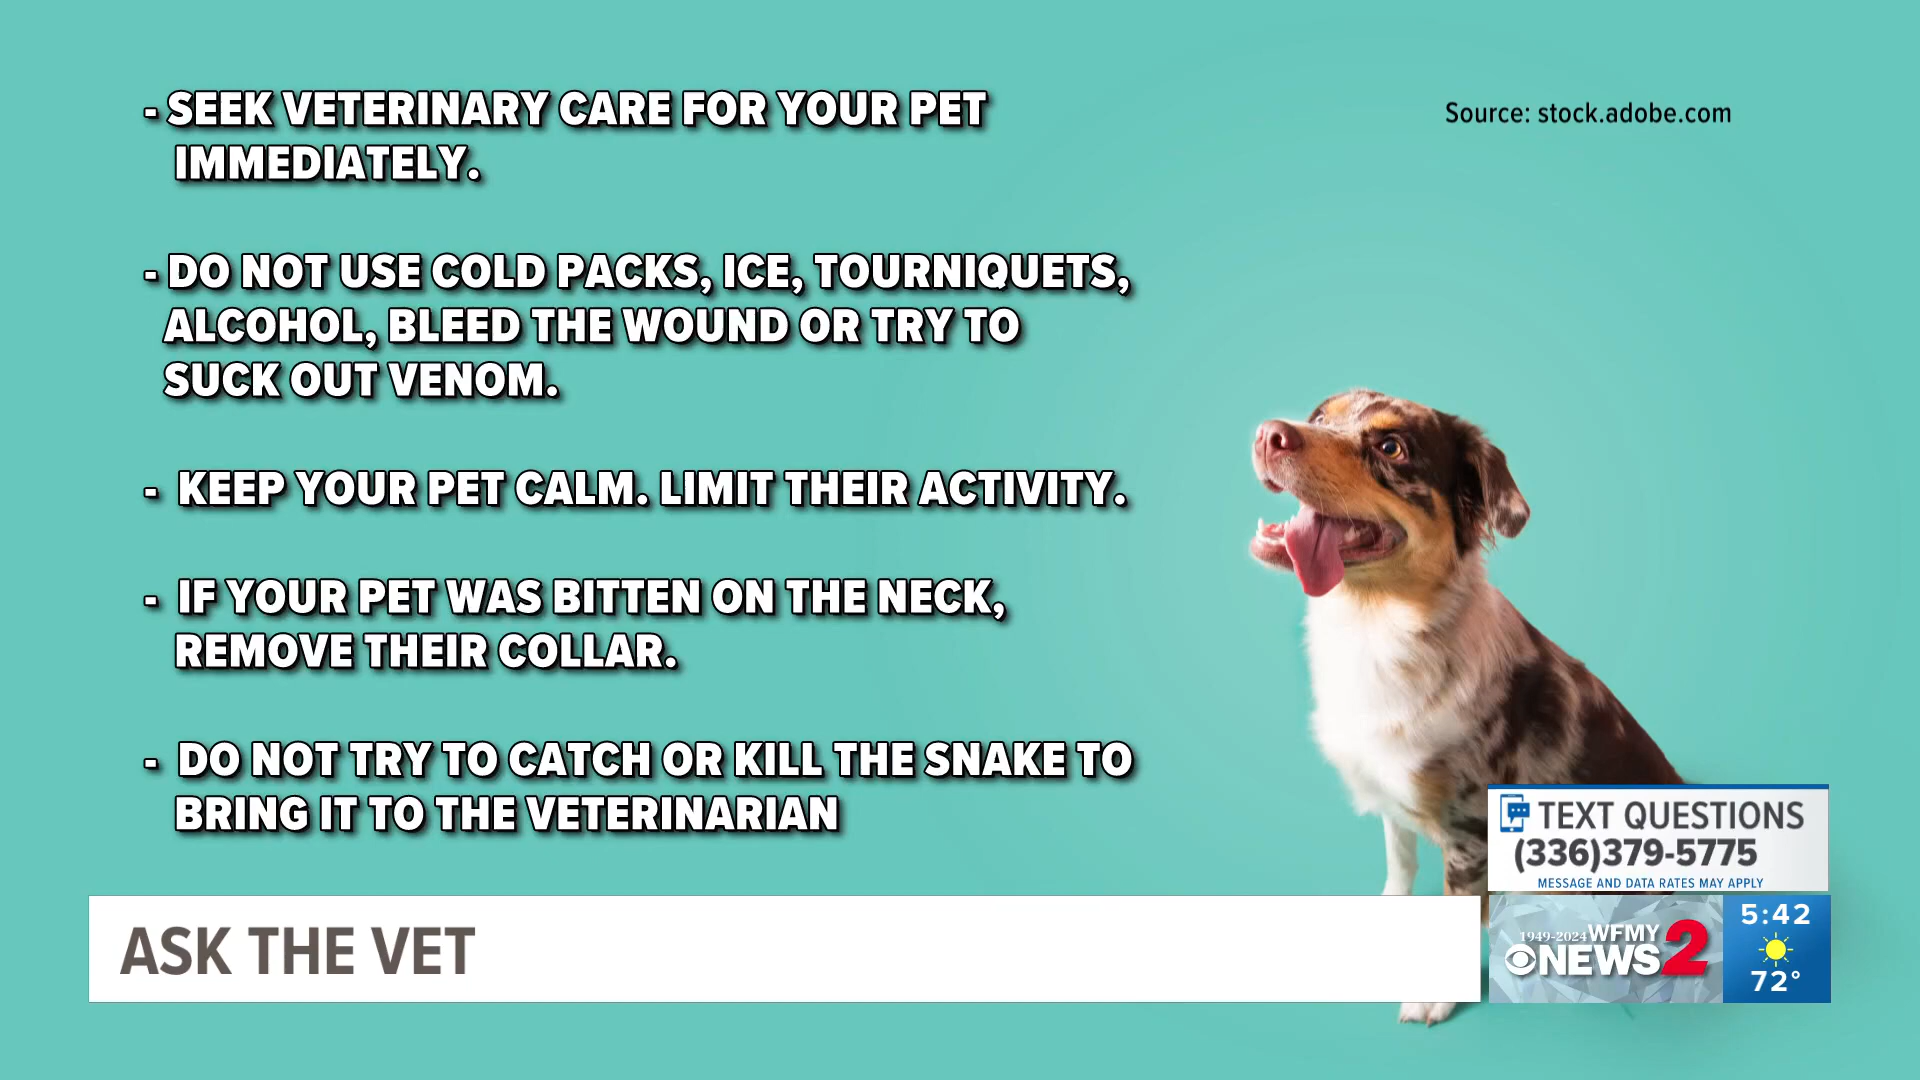 - SEEK VETERINARY CARE FOR YOUR PET
IMMEDIATELY.
- DO NOT USE COLD PACKS, ICE, TOURNIQUETS,
ALCOHOL, BLEED THE WOUND OR TRY TO
SUCK OUT VENOM.
- KEEP YOUR PET CALM. LIMIT THEIR ACTIVITY.
- IF YOUR PET WAS BITTEN ON THE NECK,
REMOVE THEIR COLLAR.
- DO NOT TRY TO CATCH OR KILL THE SNAKE TO
BRING IT TO THE VETERINARIAN
Source: stock.adobe.com
TEXT QUESTIONS
(336)379-5775
MESSAGE AND DATA RATES MAY APPLY
ASK THE VET
1949-2024 WFMY
NEWS 2
5:42
72°